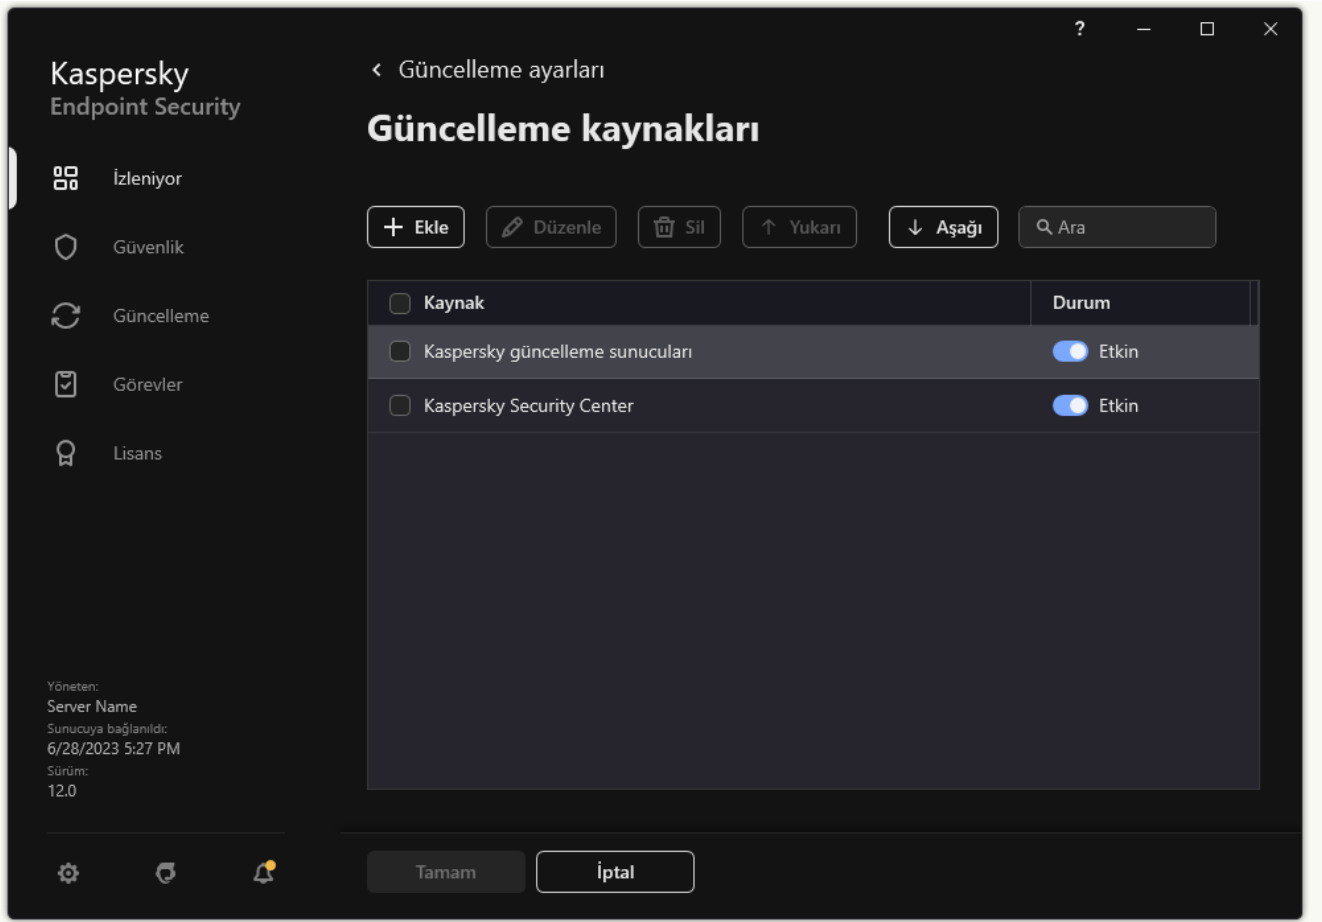 ?
Kaspersky
Endpoint Security
Güncelleme ayarları
Güncelleme kaynakları
İzleniyor
Güvenlik
Güncelleme
Görevler
Lisans
Ekle Düzenle Sil Yukarı Aşağı Ara
Kaynak Durum
Kaspersky güncelleme sunucuları Etkin
Kaspersky Security Center Etkin
Yöneten:
Server Name
Sunucuya bağlanıldı:
6/28/2023 5:27 PM
Sürüm:
12.0
Tamam İptal